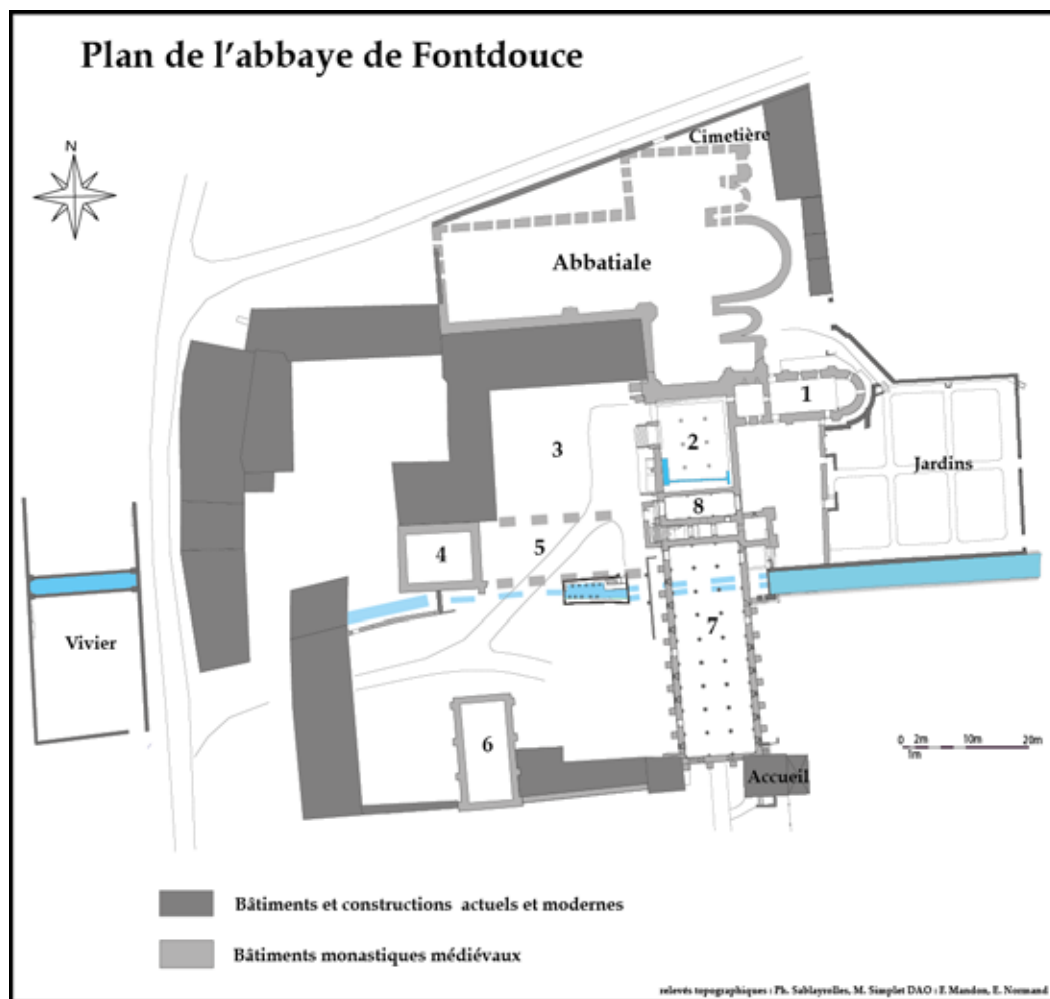 Plan de l'abbaye de Fontdouce
N
Cimetière
Abbatiale
1
2
3
Jardins
8
4
5
7
Vivier
6
0 2m 10m 20m
1m
Accueil
Bâtiments et constructions actuels et modernes
Bâtiments monastiques médiévaux
relevés topographiques : Ph. Sablayrolles, M. Simplet DAO : F. Mandon, E. Normand